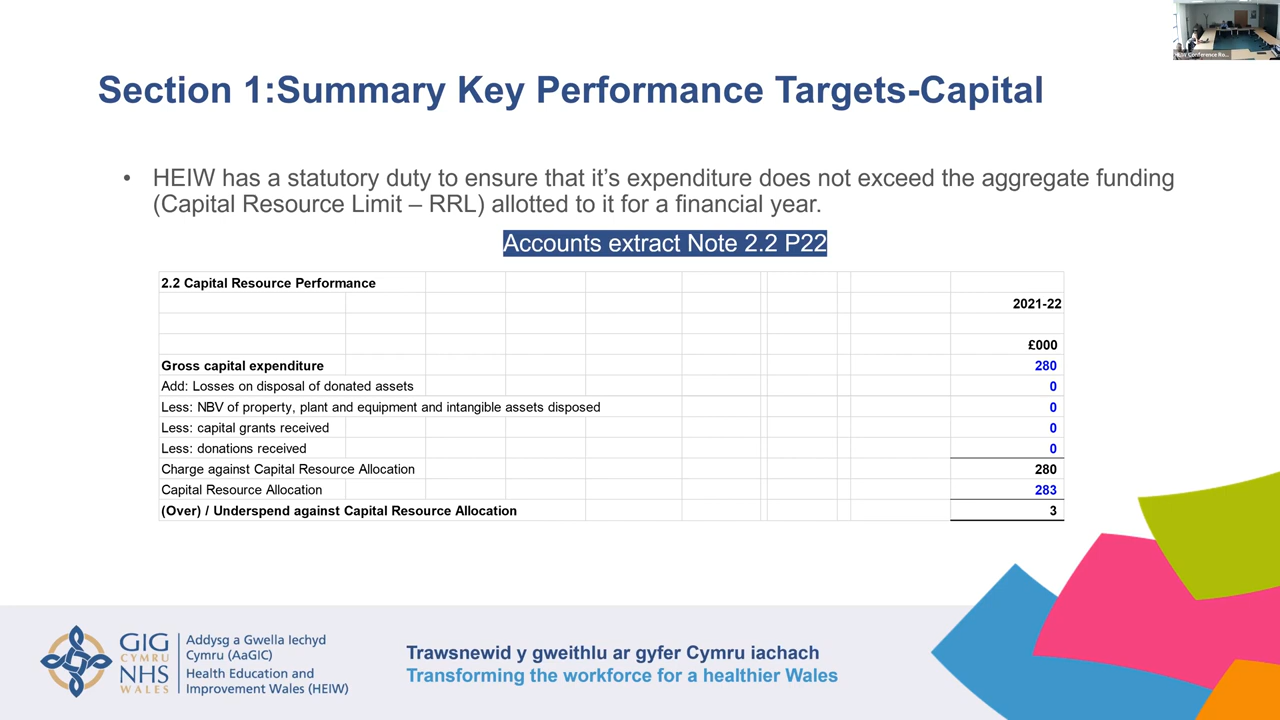 Section 1:Summary Key Performance Targets-Capital
• HEIW has a statutory duty to ensure that it’s expenditure does not exceed the aggregate funding
(Capital Resource Limit – RRL) allotted to it for a financial year.
Accounts extract Note 2.2 P22
2.2 Capital Resource Performance
2021-22
£000
Gross capital expenditure 280
Add: Losses on disposal of donated assets 0
Less: NBV of property, plant and equipment and intangible assets disposed 0
Less: capital grants received 0
Less: donations received 0
Charge against Capital Resource Allocation 280
Capital Resource Allocation 283
(Over) / Underspend against Capital Resource Allocation 3
GIG
CYMRU
NHS
WALES
Addysg a Gwella Iechyd
Cymru (AaGIC)
Health Education and
Improvement Wales (HEIW)
Trawsnewid y gweithlu ar gyfer Cymru iachach
Transforming the workforce for a healthier Wales